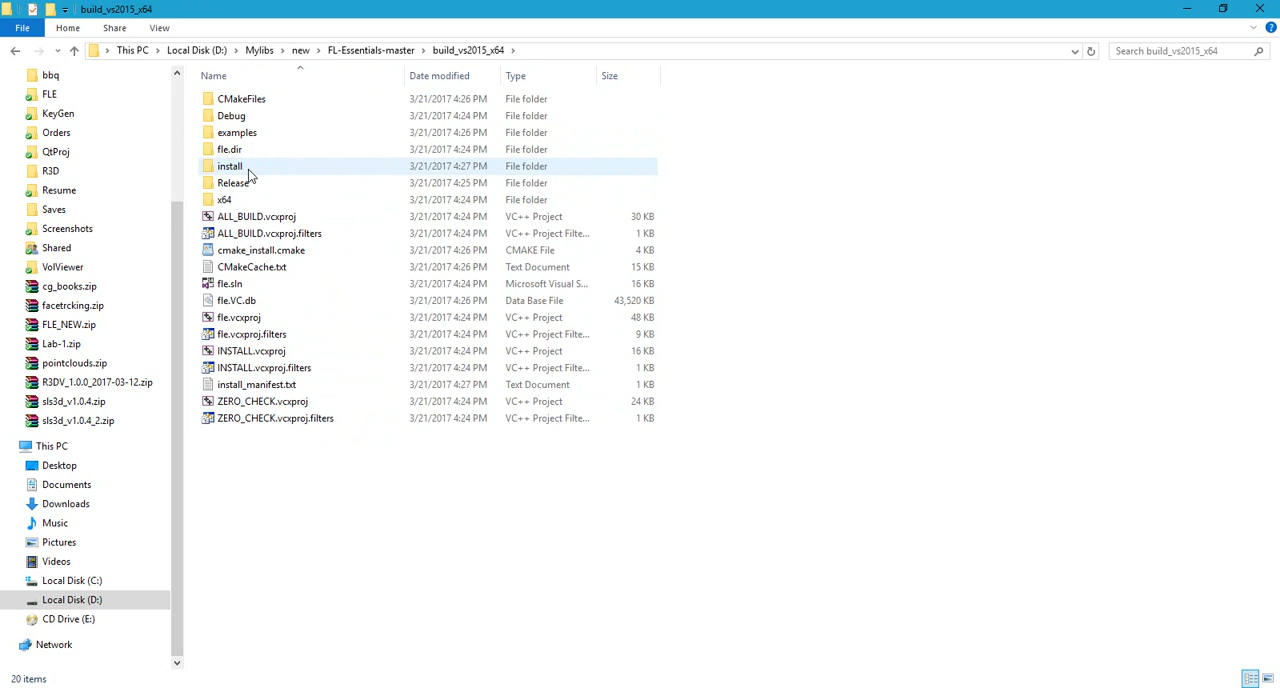 build_vs2015_x64
File Home Share View
This PC Local Disk (D:) Mylibs new FL-Essentials-master build_vs2015_x64 Search build_vs2015_x64
bbq
FLE
KeyGen
Orders
QtProj
R3D
Resume
Saves
Screenshots
Shared
VolViewer
cg_books.zip
facetrcking.zip
FLE_NEW.zip
Lab-1.zip
pointclouds.zip
R3DV_1.0.0_2017-03-12.zip
sls3d_v1.0.4.zip
sls3d_v1.0.4_2.zip
This PC
Desktop
Documents
Downloads
Music
Pictures
Videos
Local Disk (C:)
Local Disk (D:)
CD Drive (E:)
Network
Name Date modified Type Size
CMakeFiles 3/21/2017 4:26 PM File folder
Debug 3/21/2017 4:24 PM File folder
examples 3/21/2017 4:26 PM File folder
fle.dir 3/21/2017 4:24 PM File folder
install 3/21/2017 4:27 PM File folder
Release 3/21/2017 4:25 PM File folder
x64 3/21/2017 4:24 PM File folder
ALL_BUILD.vcxproj 3/21/2017 4:24 PM VC++ Project 30 KB
ALL_BUILD.vcxproj.filters 3/21/2017 4:24 PM VC++ Project Filte... 1 KB
cmake_install.cmake 3/21/2017 4:26 PM CMAKE File 4 KB
CMakeCache.txt 3/21/2017 4:26 PM Text Document 15 KB
fle.sln 3/21/2017 4:24 PM Microsoft Visual S... 16 KB
fle.VC.db 3/21/2017 4:26 PM Data Base File 43,520 KB
fle.vcxproj 3/21/2017 4:24 PM VC++ Project 48 KB
fle.vcxproj.filters 3/21/2017 4:24 PM VC++ Project Filte... 9 KB
INSTALL.vcxproj 3/21/2017 4:24 PM VC++ Project 16 KB
INSTALL.vcxproj.filters 3/21/2017 4:24 PM VC++ Project Filte... 1 KB
install_manifest.txt 3/21/2017 4:27 PM Text Document 1 KB
ZERO_CHECK.vcxproj 3/21/2017 4:24 PM VC++ Project 24 KB
ZERO_CHECK.vcxproj.filters 3/21/2017 4:24 PM VC++ Project Filte... 1 KB
20 items